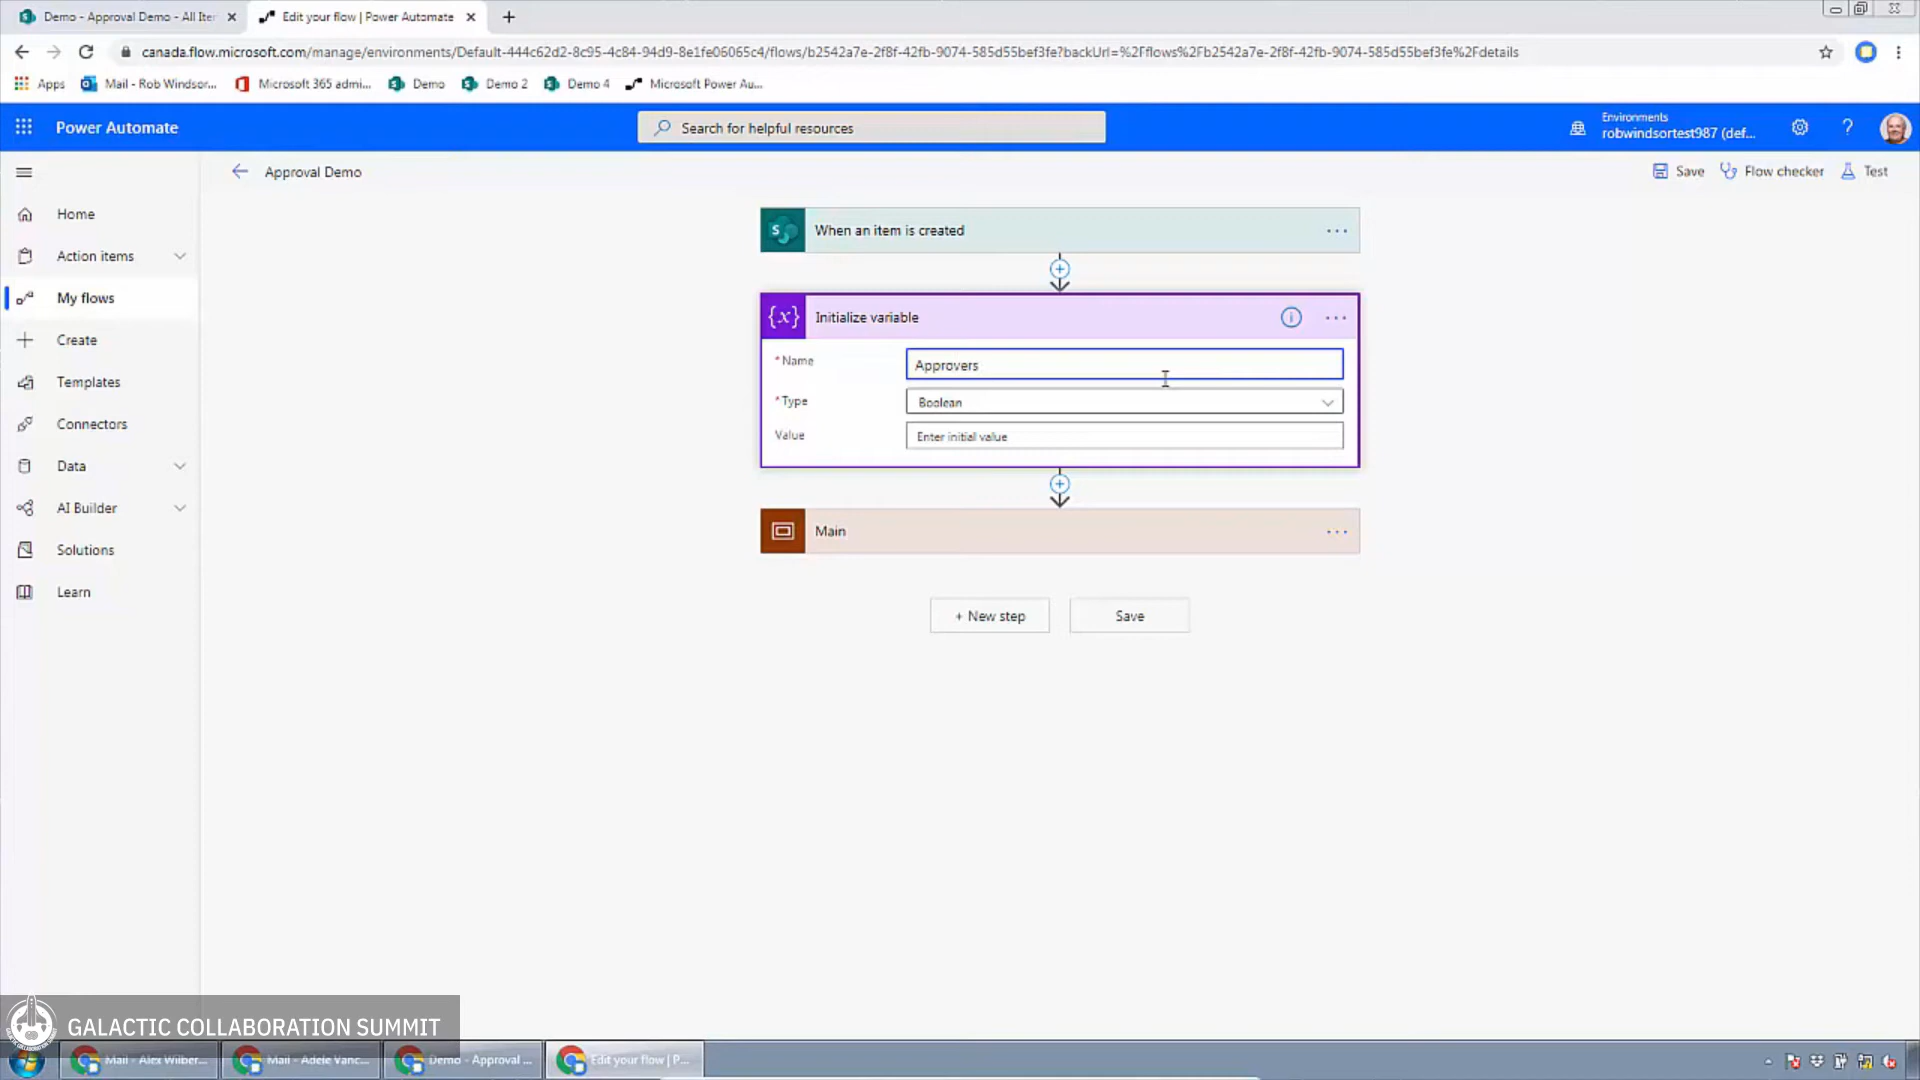 Demo - Approval Demo - All Iter
Edit your flow | Power Automate
canada.flow.microsoft.com/manage/environments/Default-444c62d2-8c95-4c84-94d9-8e1fe06065c4/flows/b2542a7e-2f8f-42fb-9074-585d55bef3fe?backUrl=%2Fflows%2Fb2542a7e-2f8f-42fb-9074-585d55bef3fe%2Fdetails
Apps
Mail - Rob Windsor...
Microsoft 365 admi...
Demo
Demo 2
Demo 4
Microsoft Power Au...
Power Automate
Search for helpful resources
Environments
robwindsortest987 (def...
?
Approval Demo
Save
Flow checker
Test
Home
Action items
My flows
Create
Templates
Connectors
Data
AI Builder
Solutions
Learn
S
When an item is created
{x}
Initialize variable
* Name
Approvers
* Type
Boolean
Value
Enter initial value
Main
+ New step
Save
GALACTIC COLLABORATION SUMMIT
Mail - Alex Wilber...
Mail - Adele Vanc...
Demo - Approval ...
Edit your flow | P...